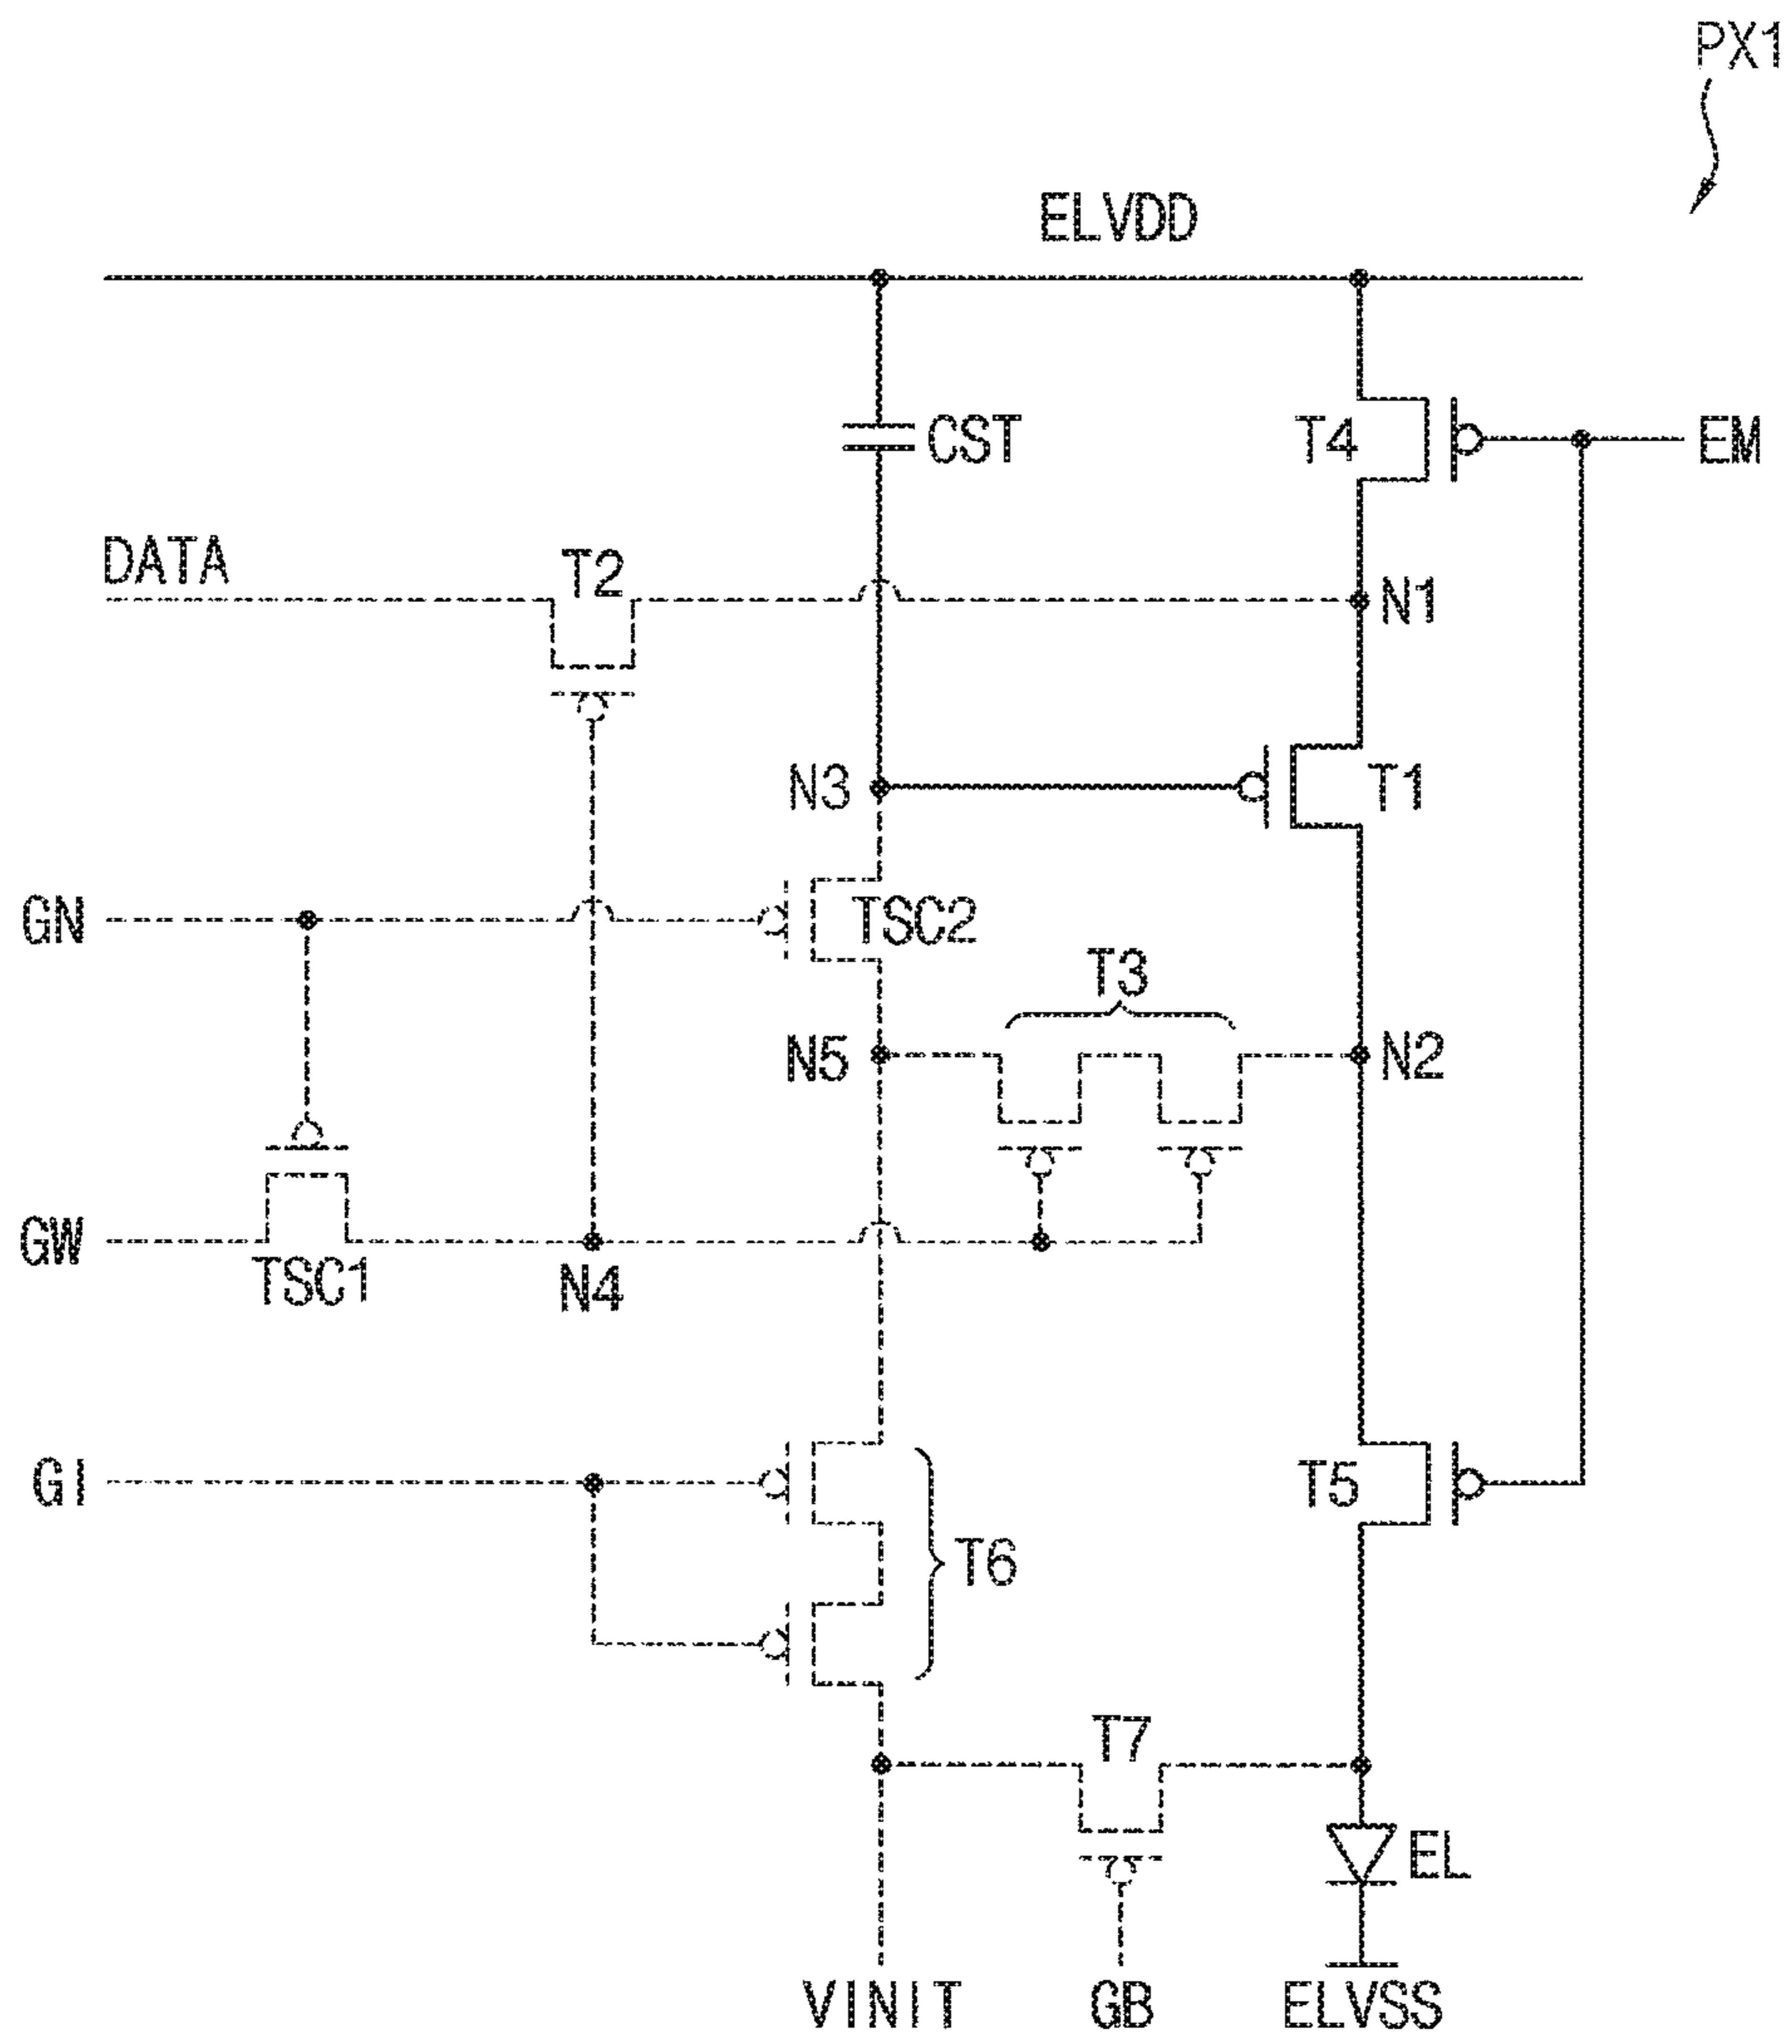 PX1
ELVDD
CST
T4
EM
DATA
T2
N1
N3
T1
GN
TSC2
T3
N5
N2
GW
TSC1
N4
GI
T5
T6
T7
EL
VINIT
GB
ELVSS